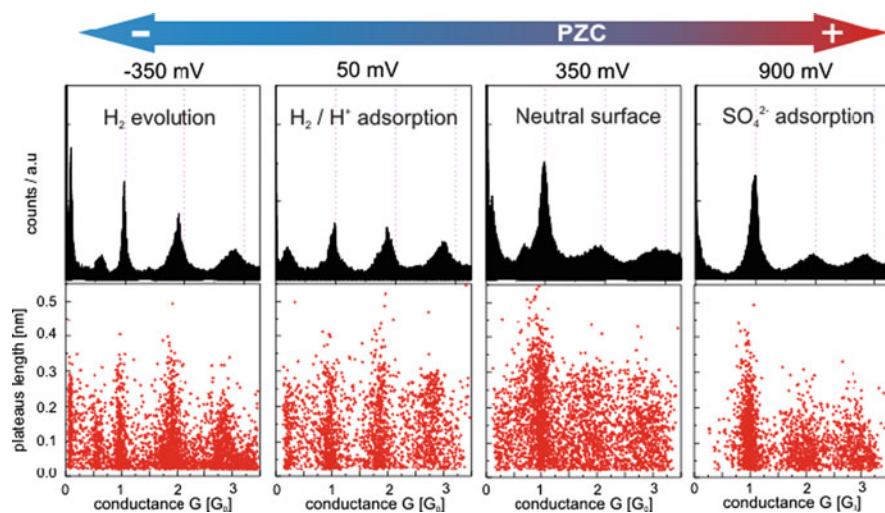 - PZC +
-350 mV 50 mV 350 mV 900 mV
H₂ evolution H₂ / H⁺ adsorption Neutral surface SO₄²⁻ adsorption
counts / a.u
plateaus length [nm]
0.5
0.4
0.3
0.2
0.1
0.0
0 1 2 3 0 1 2 3 0 1 2 3 0 1 2 3
conductance G [G₀] conductance G [G₀] conductance G [G₀] conductance G [G₀]